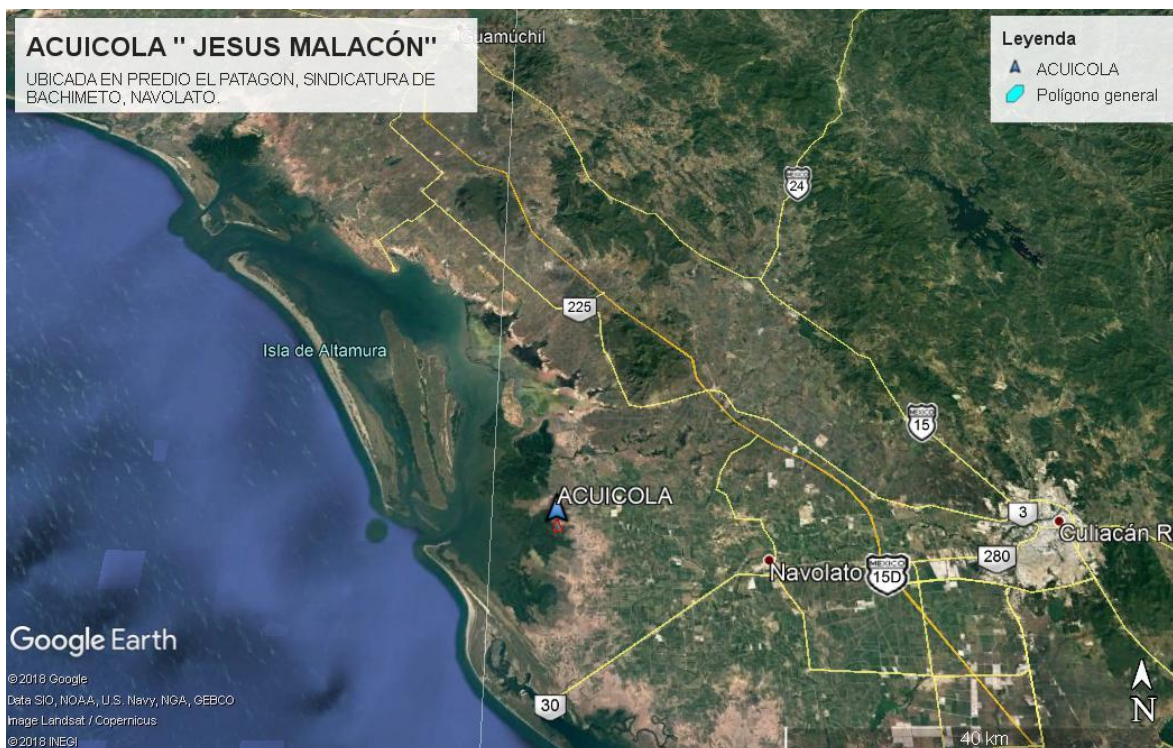 ACUICOLA " JESUS MALACÓN"
UBICADA EN PREDIO EL PATAGON, SINDICATURA DE
BACHIMETO, NAVOLATO.
Guamúchil
Leyenda
ACUICOLA
Polígono general
MEXICO
24
225
Isla de Altamura
MEXICO
15
ACUICOLA
3
Culiacán R
280
Navolato
MEXICO
15D
Google Earth
©2018 Google
Data SIO, NOAA, U.S. Navy, NGA, GEBCO
Image Landsat / Copernicus
©2018 INEGI
30
N
40 km